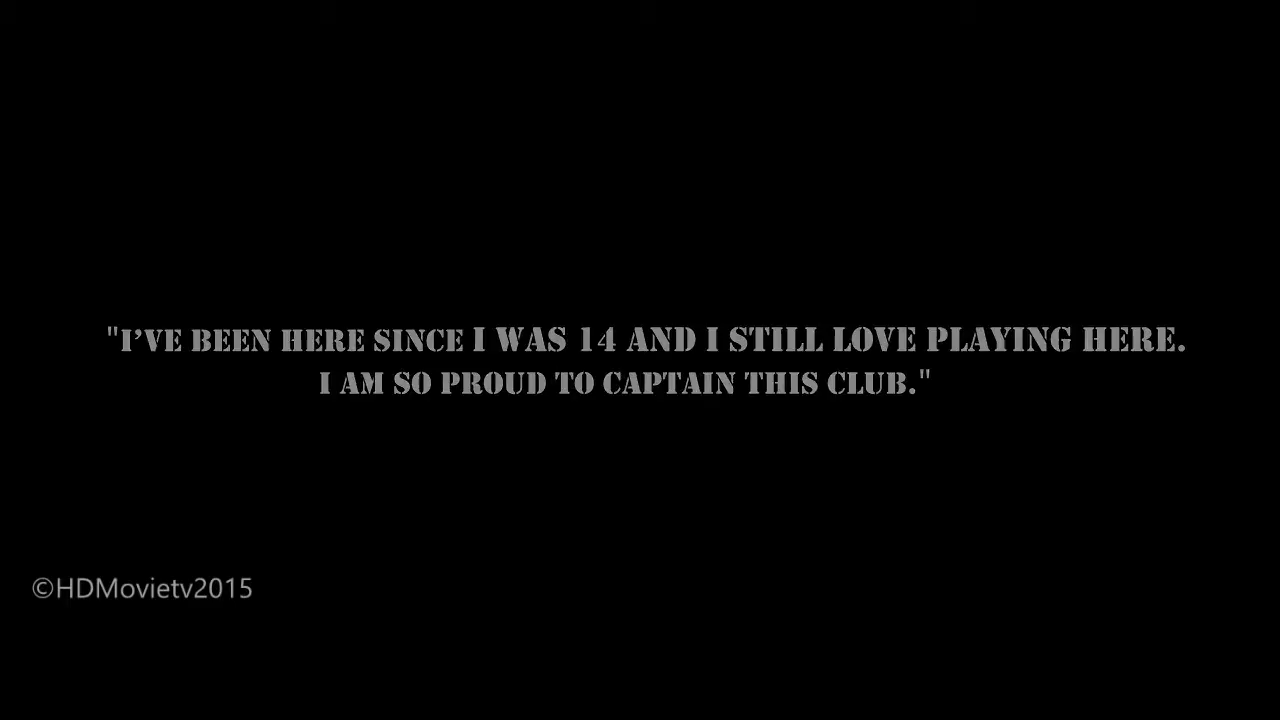 "I’VE BEEN HERE SINCE I WAS 14 AND I STILL LOVE PLAYING HERE.
I AM SO PROUD TO CAPTAIN THIS CLUB."
©HDMovietv2015